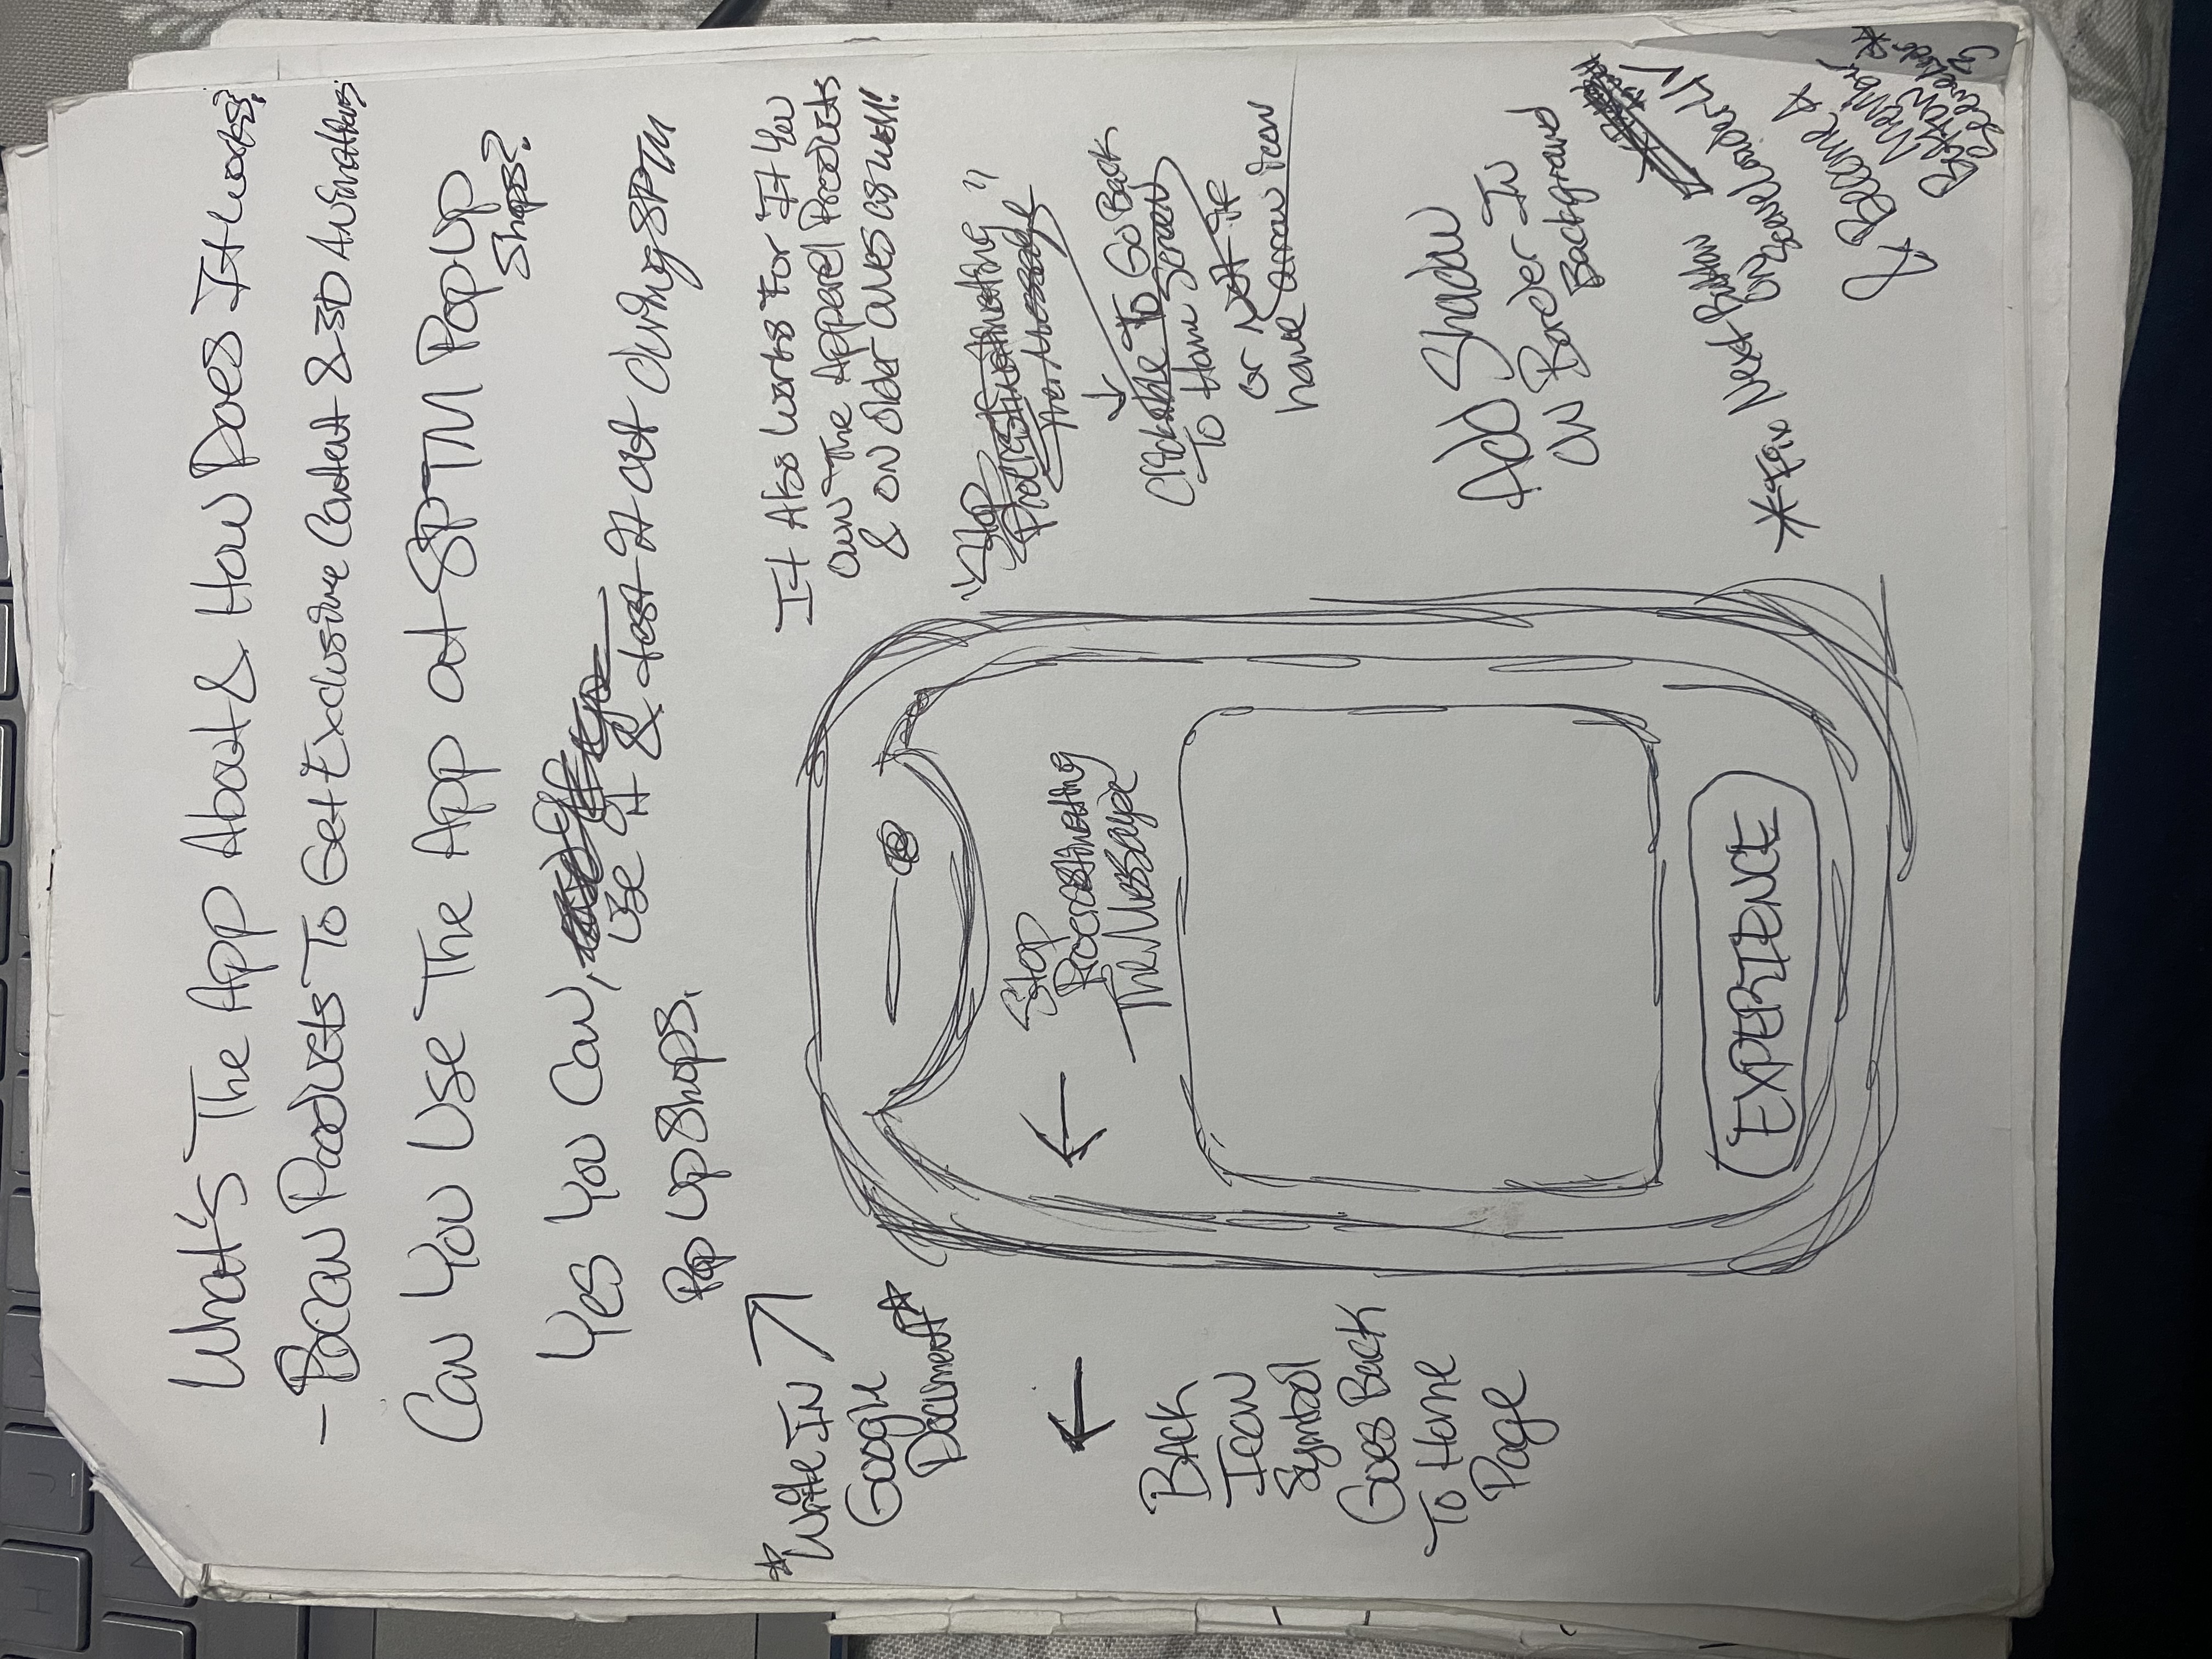 What's The App About & How Does It Works?
- Scan Products To Get Exclusive Content & 3D Animations
Can You Use The App at SPTM Pop Up
Shops?
Yes You Can,
use it & test it out during SPTM
Pop Up Shops.
*Write In
Google
Document*
It Also Works For If You
own The Apparel Products
& on older ones as well!
"Stop
Procrastinatinating
The Message"
Clickable To Go Back
To Home Screen
or Not if
have arrow icon
Stop
Procrastinating
The Message
Back
Icon
Symbol
Goes Back
To Home
Page
Add Shadow
On Border In
Background
EXPERIENCE
*Fix Next Button
On
SceneLoader4
& Become A
Member
Button
SceneLoader*
3